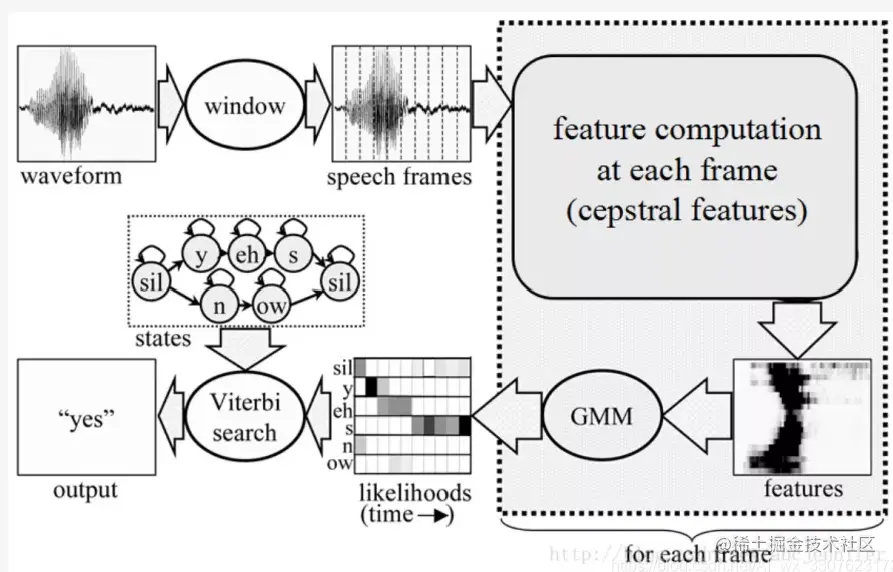 waveform
window
speech frames
feature computation
at each frame
(cepstral features)
y
eh
s
sil
sil
n
ow
states
"yes"
output
Viterbi
search
sil
y
eh
s
n
ow
likelihoods
(time →)
GMM
features
for each frame
@稀土掘金技术社区